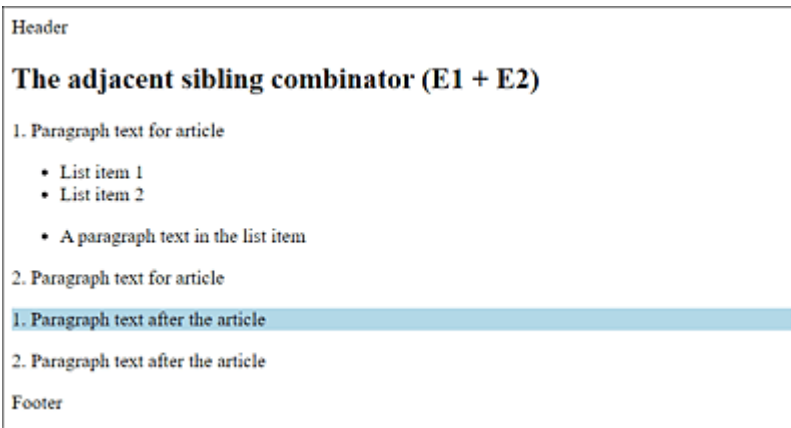 Header
The adjacent sibling combinator (E1 + E2)
1. Paragraph text for article
• List item 1
• List item 2
• A paragraph text in the list item
2. Paragraph text for article
1. Paragraph text after the article
2. Paragraph text after the article
Footer